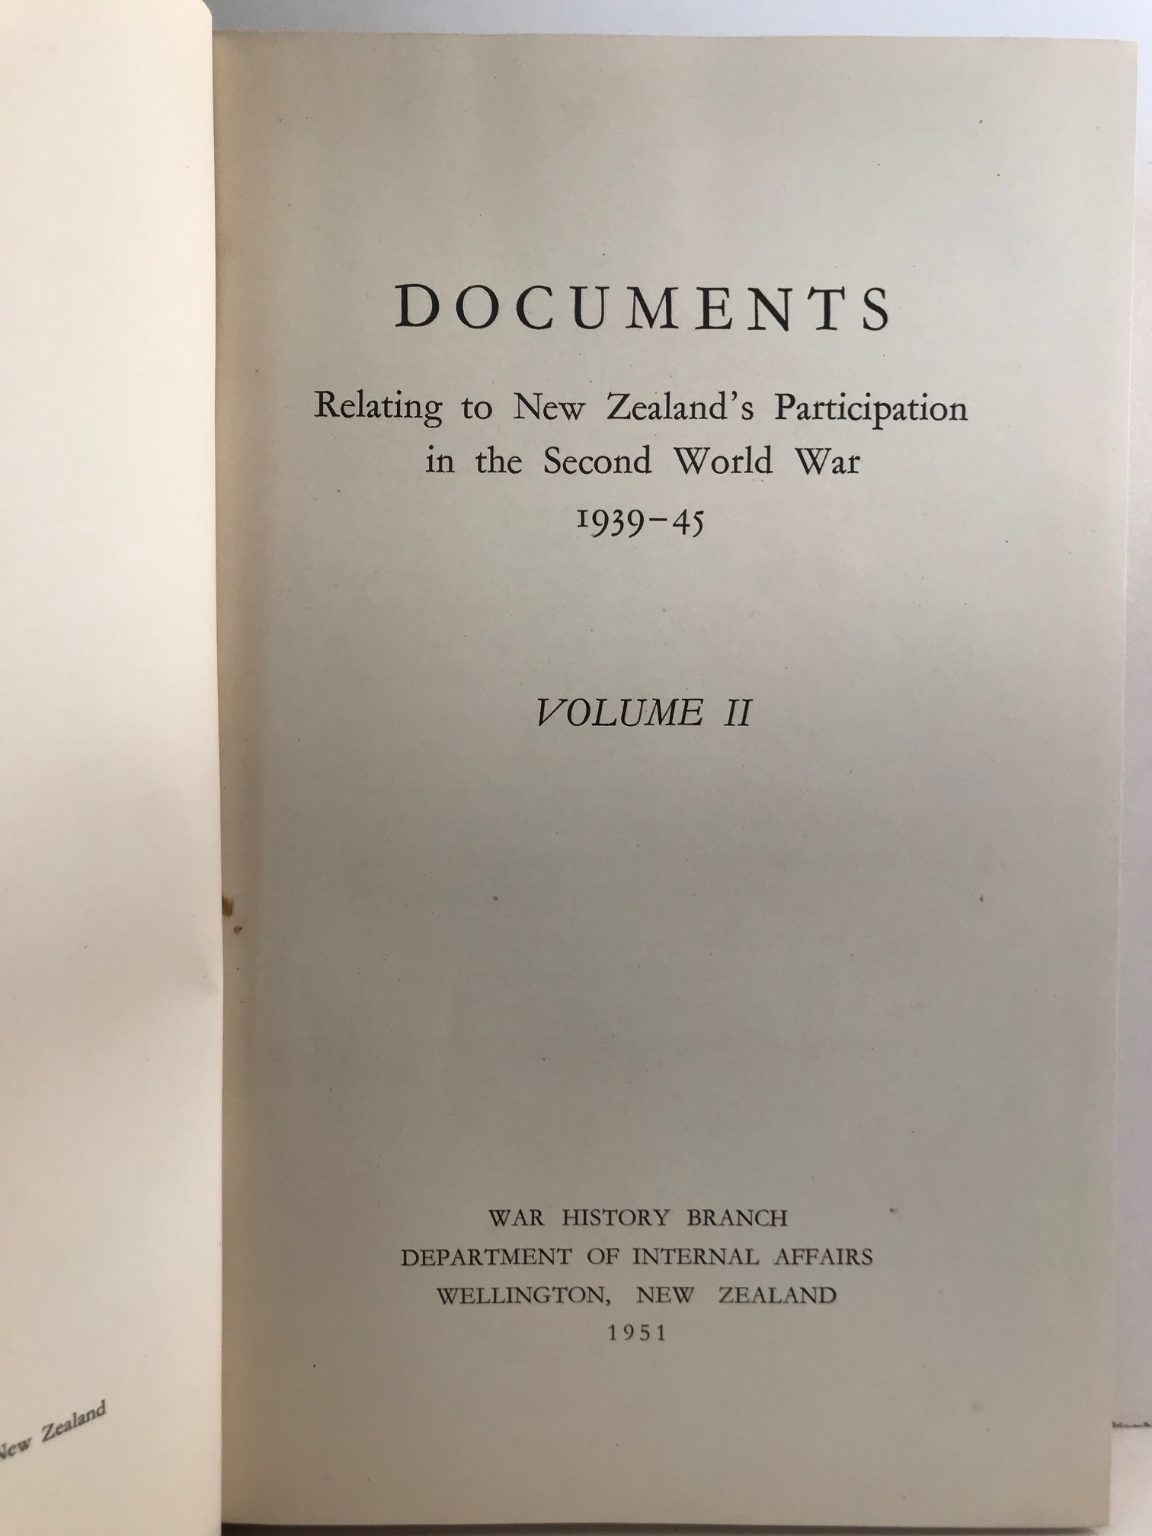 DOCUMENTS
Relating to New Zealand's Participation
in the Second World War
1939–45
VOLUME II
WAR HISTORY BRANCH
DEPARTMENT OF INTERNAL AFFAIRS
WELLINGTON, NEW ZEALAND
1951
New Zealand